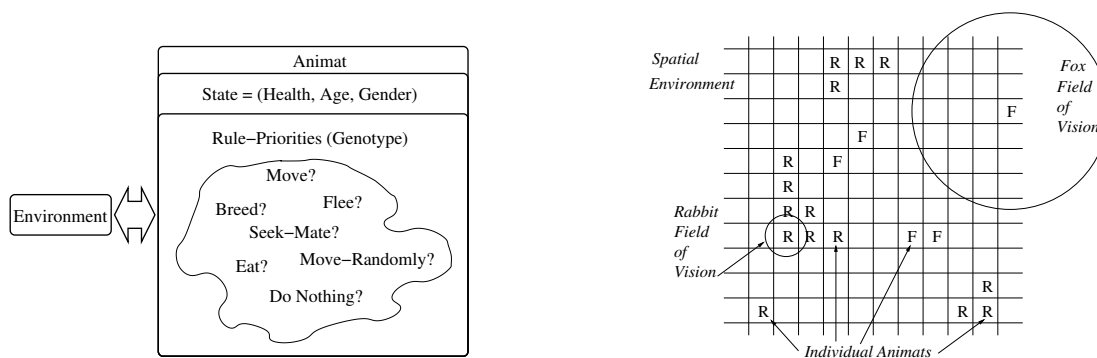 Animat
State = (Health, Age, Gender)
Rule−Priorities (Genotype)
Move?
Breed?
Flee?
Seek−Mate?
Eat?
Move−Randomly?
Do Nothing?
Environment
Spatial
Environment
R R R
R
F
F
R F
R
R R
R R R F F
R
R R R
Fox
Field
of
Vision
Rabbit
Field
of
Vision
Individual Animats